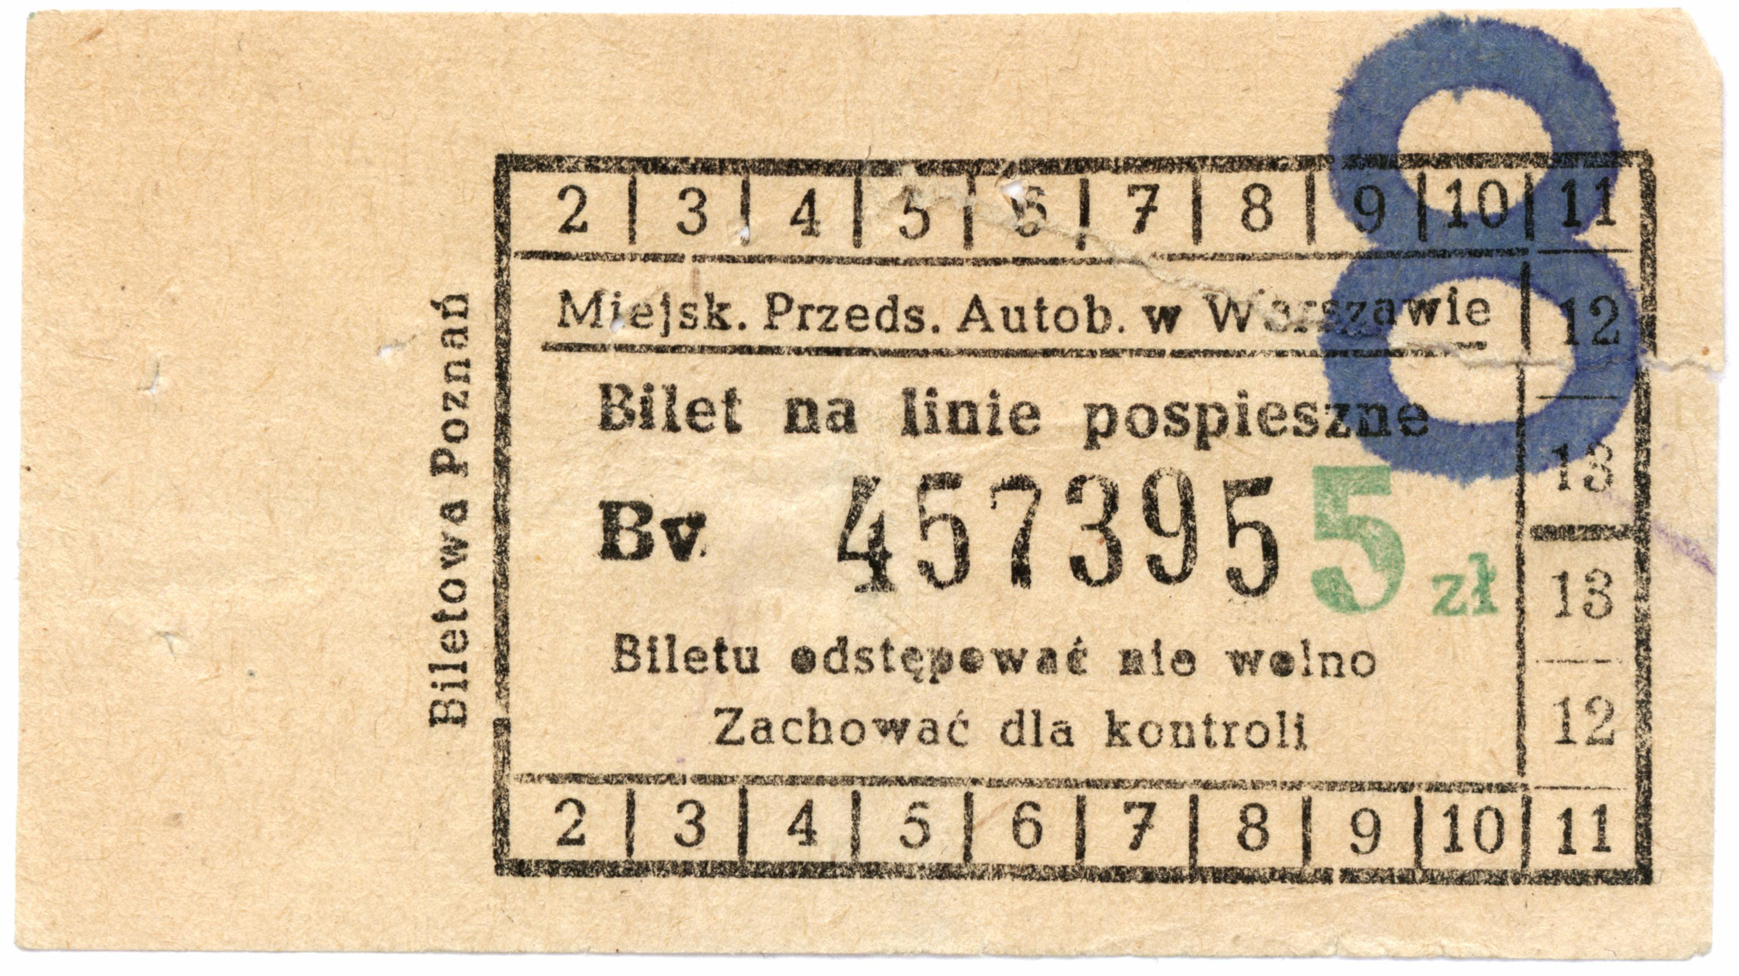 8
2 3 4 5 6 7 8 9 10 11
Miejsk. Przeds. Autob. w Warszawie
12
Bilet na linie pospieszne
13
Bv 457395 5 zł
13
Biletu odstępować nie wolno
Zachować dla kontroli
12
2 3 4 5 6 7 8 9 10 11
Biletowa Poznań